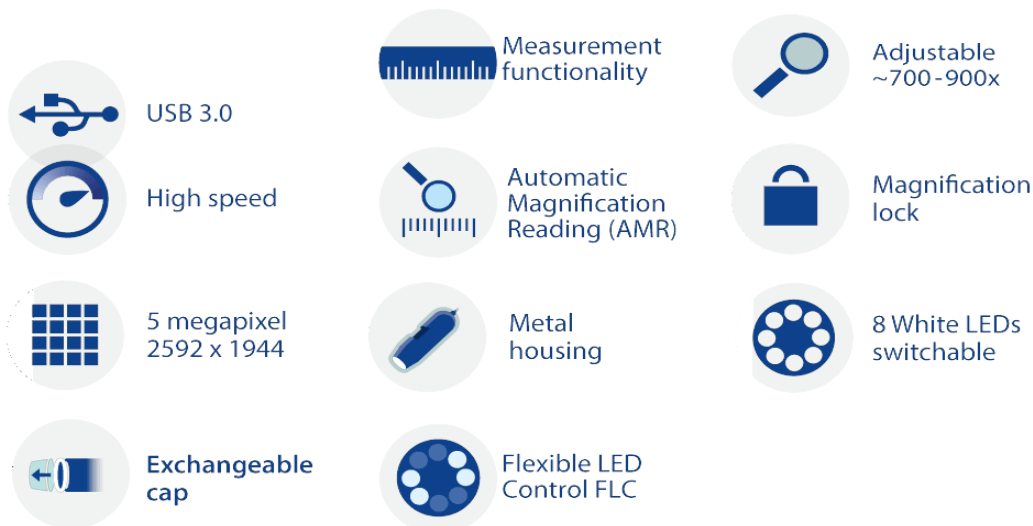 USB 3.0
High speed
5 megapixel
2592 x 1944
Exchangeable
cap
Measurement
functionality
Automatic
Magnification
Reading (AMR)
Metal
housing
Flexible LED
Control FLC
Adjustable
~700-900x
Magnification
lock
8 White LEDs
switchable